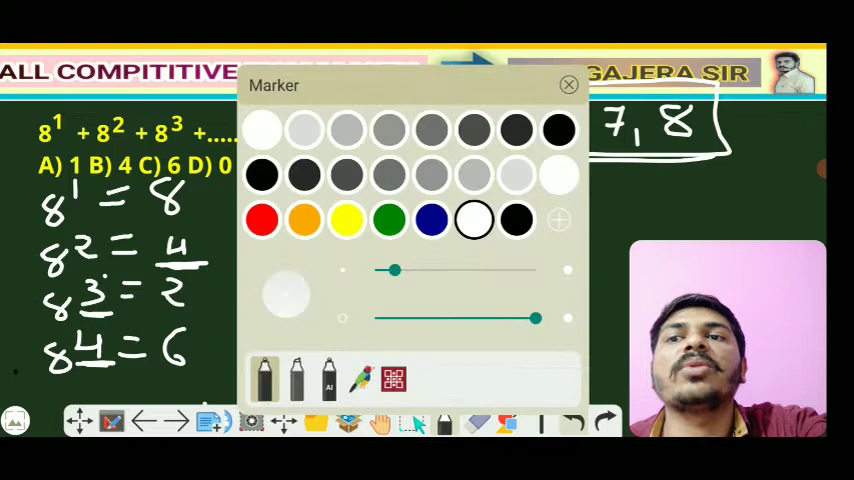 ALL COMPITITIVE
GAJERA SIR
Marker
7, 8
8¹ + 8² + 8³ +.....
A) 1 B) 4 C) 6 D) 0
8¹ = 8
8² = 4
8³ = 2
8⁴ = 6
AI